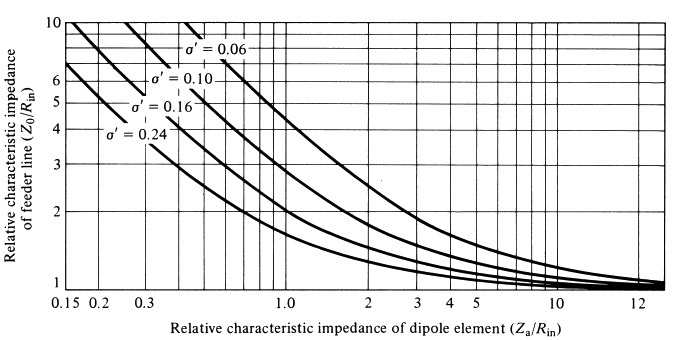 Relative characteristic impedance
of feeder line (Z₀/Rᵢₙ)
10
6
5
4
3
2
1
σ′ = 0.06
σ′ = 0.10
σ′ = 0.16
σ′ = 0.24
0.15 0.2 0.3 1.0 2 3 4 5 10 12
Relative characteristic impedance of dipole element (Zₐ/Rᵢₙ)